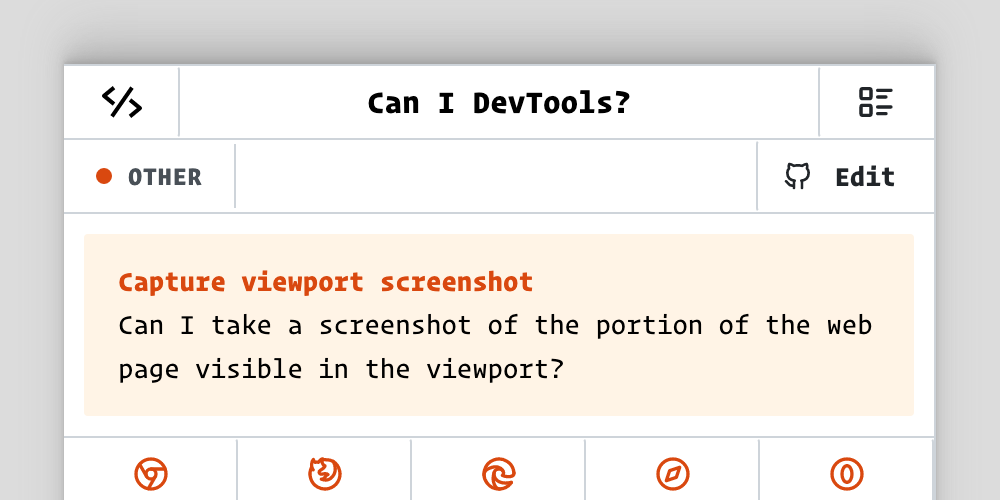 Can I DevTools?
OTHER
Edit
Capture viewport screenshot
Can I take a screenshot of the portion of the web
page visible in the viewport?